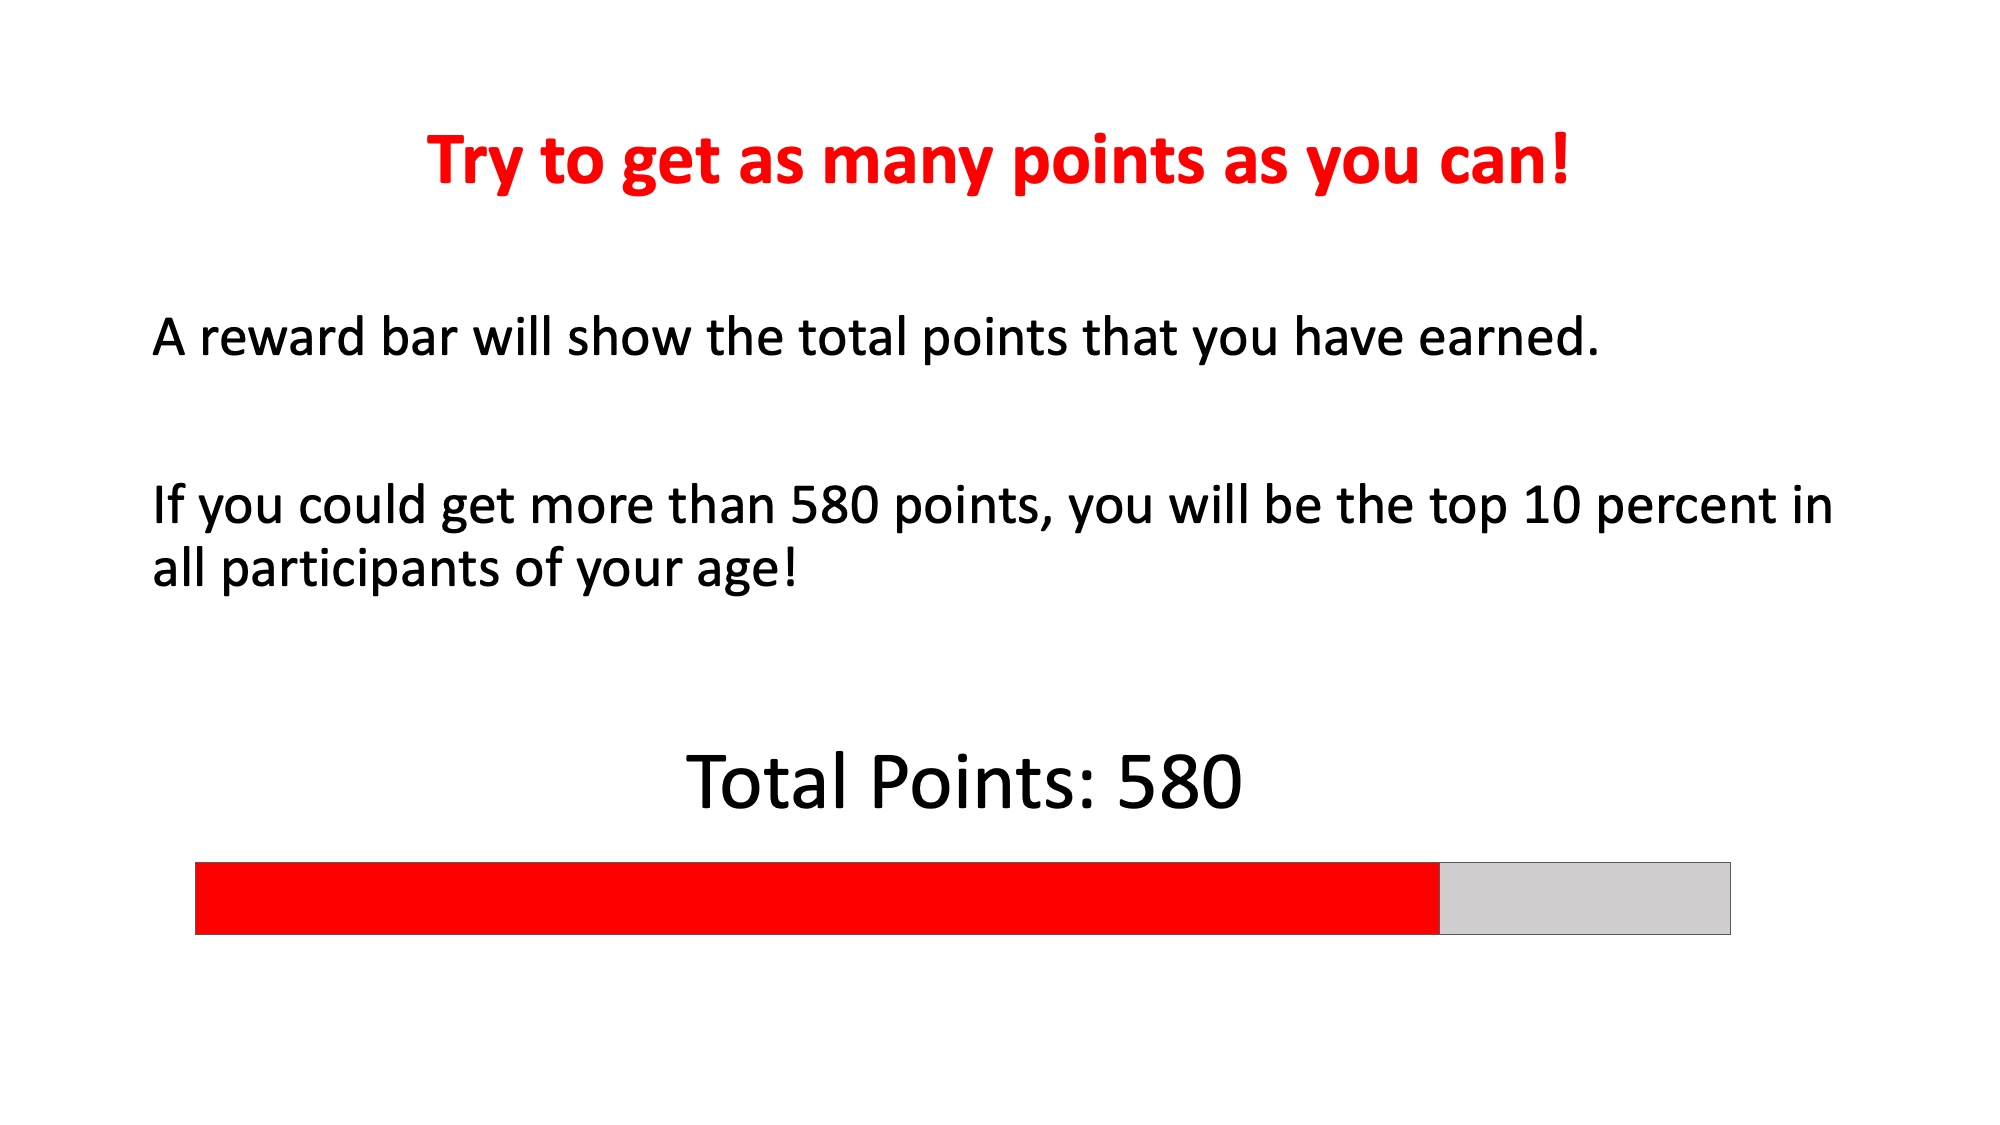 Try to get as many points as you can!
A reward bar will show the total points that you have earned.
If you could get more than 580 points, you will be the top 10 percent in
all participants of your age!
Total Points: 580